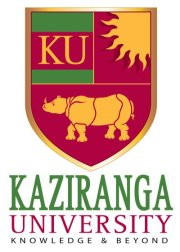 KU
KAZIRANGA
UNIVERSITY
KNOWLEDGE & BEYOND